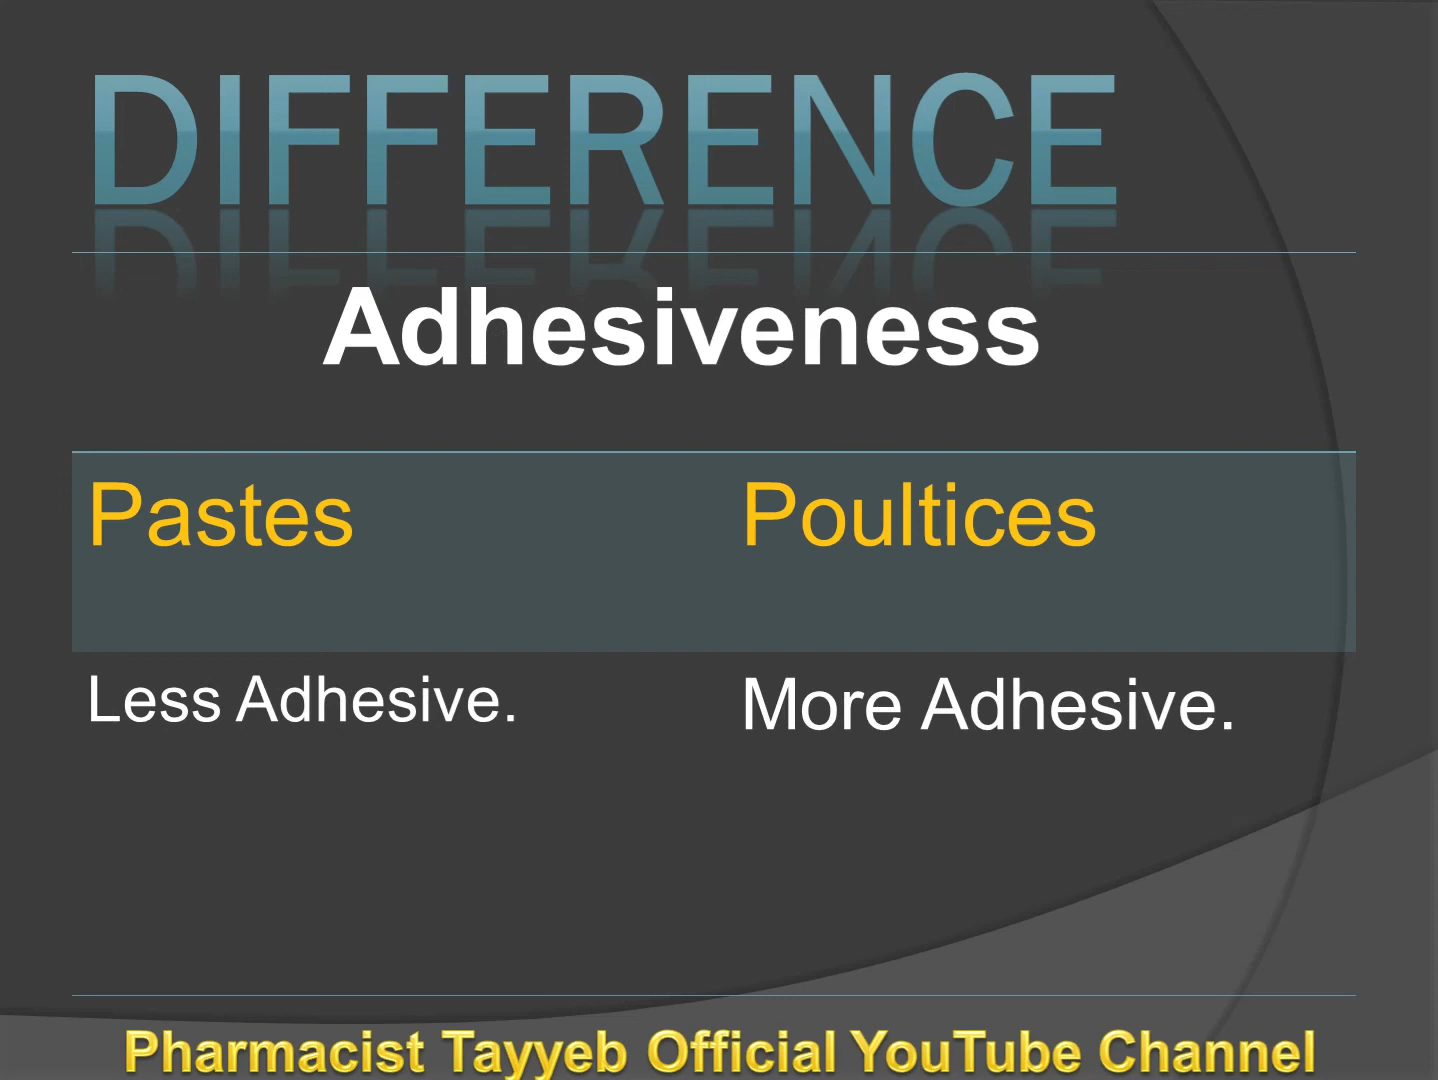 DIFFERENCE
Adhesiveness
Pastes
Poultices
Less Adhesive.
More Adhesive.
Pharmacist Tayyeb Official YouTube Channel